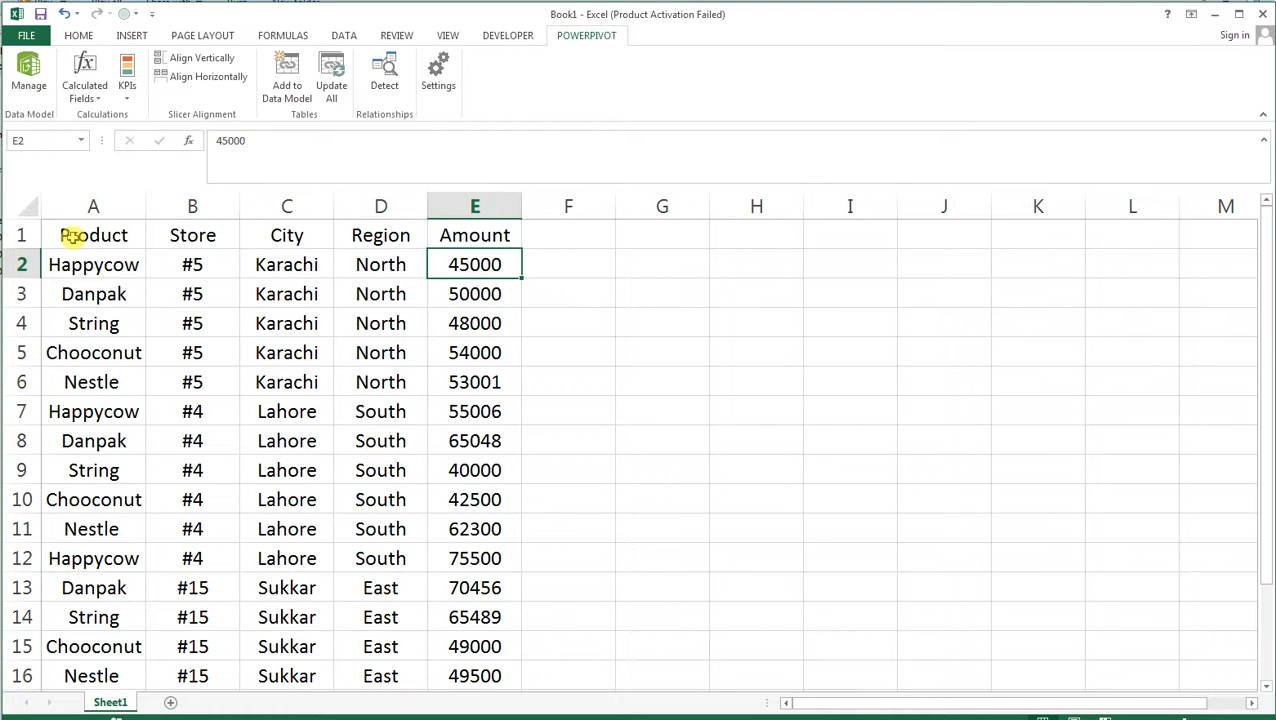 Book1 - Excel (Product Activation Failed)
FILE HOME INSERT PAGE LAYOUT FORMULAS DATA REVIEW VIEW DEVELOPER POWERPIVOT Sign in
Manage
Calculated Fields
KPIs
Align Vertically
Align Horizontally
Add to Data Model
Update All
Detect
Settings
Data Model Calculations Slicer Alignment Tables Relationships
E2 fx 45000
A B C D E F G H I J K L M
1 Product Store City Region Amount
2 Happycow #5 Karachi North 45000
3 Danpak #5 Karachi North 50000
4 String #5 Karachi North 48000
5 Chooconut #5 Karachi North 54000
6 Nestle #5 Karachi North 53001
7 Happycow #4 Lahore South 55006
8 Danpak #4 Lahore South 65048
9 String #4 Lahore South 40000
10 Chooconut #4 Lahore South 42500
11 Nestle #4 Lahore South 62300
12 Happycow #4 Lahore South 75500
13 Danpak #15 Sukkar East 70456
14 String #15 Sukkar East 65489
15 Chooconut #15 Sukkar East 49000
16 Nestle #15 Sukkar East 49500
Sheet1